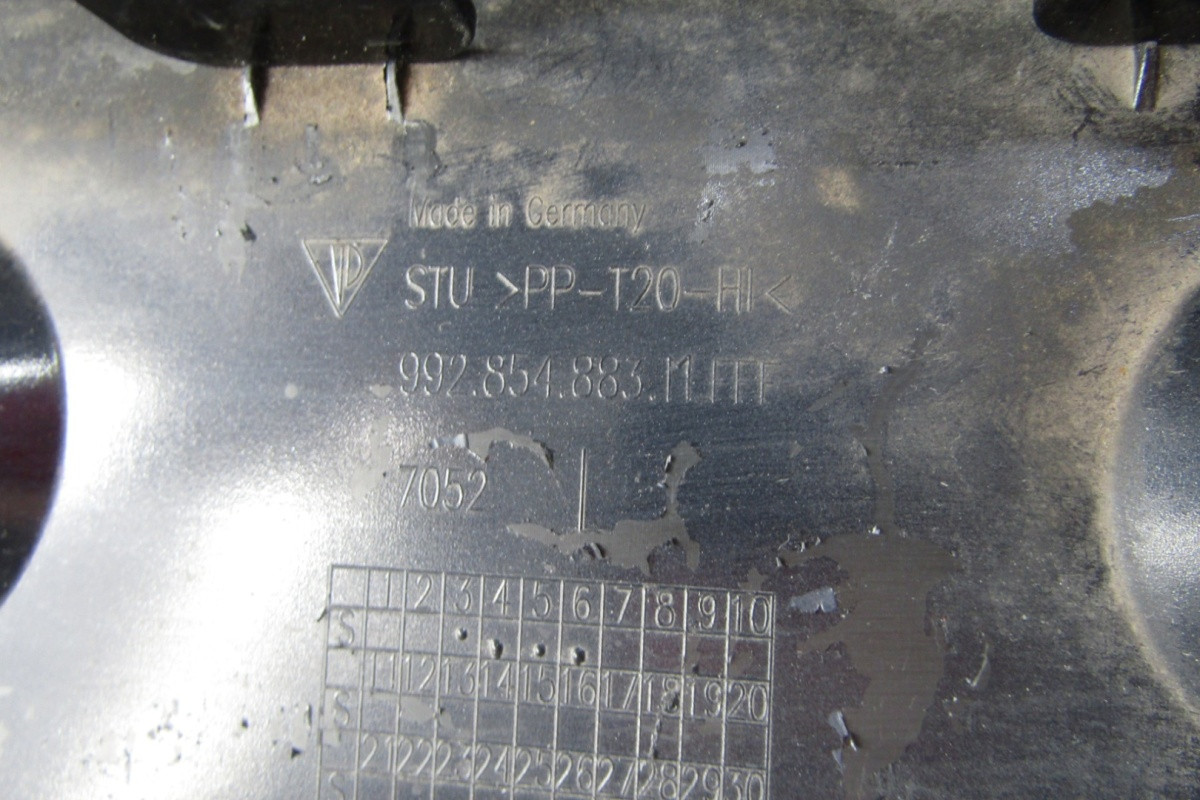 Made in Germany
STU >PP-T20-HI<
992.854.883.M FFF
7052
1 2 3 4 5 6 7 8 9 10
S
11 12 13 14 15 16 17 18 19 20
S
21 22 23 24 25 26 27 28 29 30
S